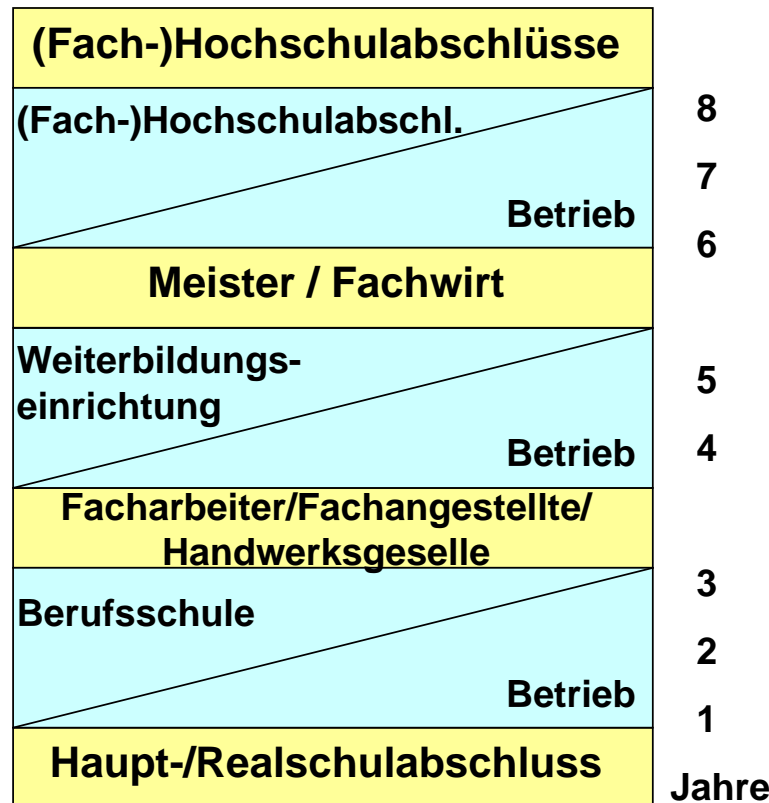 (Fach-)Hochschulabschlüsse
(Fach-)Hochschulabschl.
8
7
Betrieb
6
Meister / Fachwirt
Weiterbildungs-
einrichtung
5
Betrieb
4
Facharbeiter/Fachangestellte/
Handwerksgeselle
3
Berufsschule
2
Betrieb
1
Haupt-/Realschulabschluss
Jahre